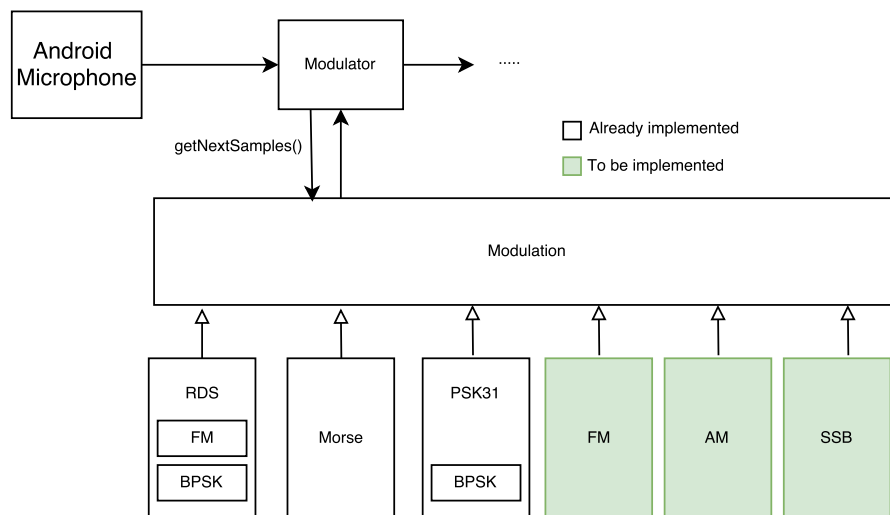 Android
Microphone
Modulator
.....
getNextSamples()
Already implemented
To be implemented
Modulation
RDS
FM
BPSK
Morse
PSK31
BPSK
FM
AM
SSB